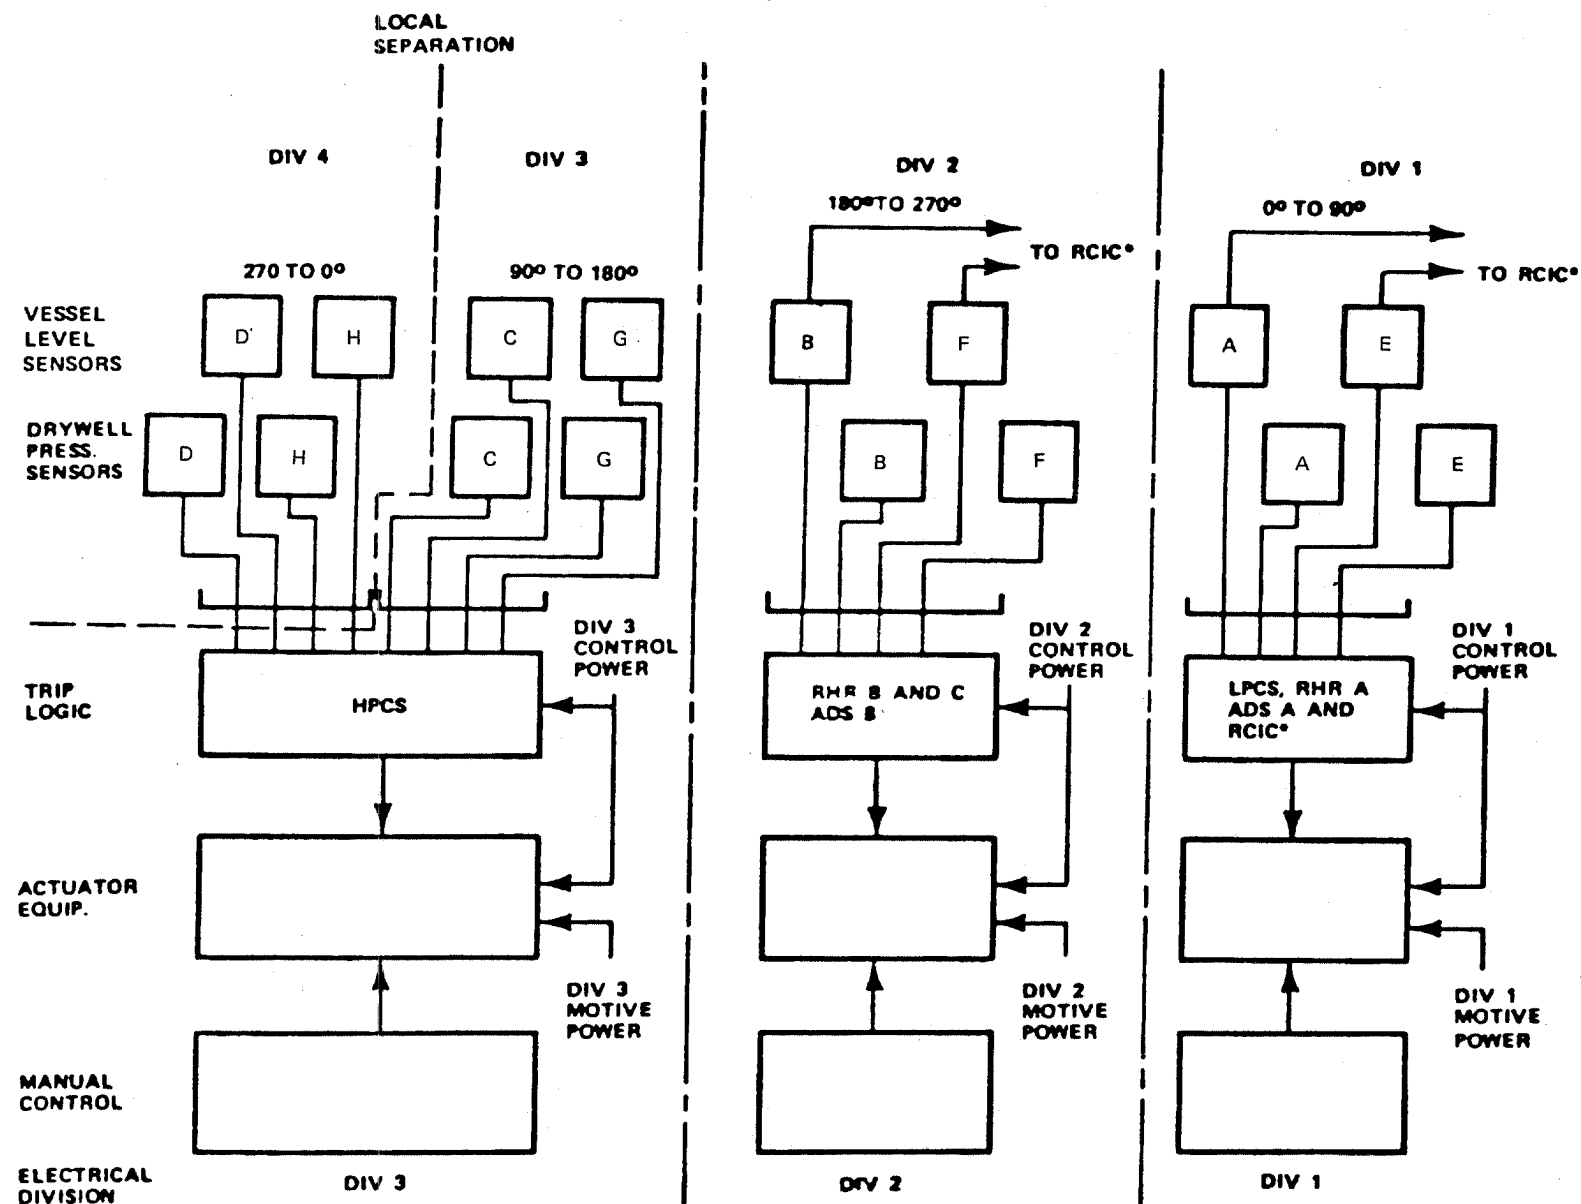 LOCAL
SEPARATION
DIV 4
DIV 3
DIV 2
DIV 1
180° TO 270°
0° TO 90°
TO RCIC*
TO RCIC*
270 TO 0°
90° TO 180°
VESSEL
LEVEL
SENSORS
D
H
C
G
B
F
A
E
DRYWELL
PRESS.
SENSORS
D
H
C
G
B
F
A
E
DIV 3
CONTROL
POWER
DIV 2
CONTROL
POWER
DIV 1
CONTROL
POWER
TRIP
LOGIC
HPCS
RHR B AND C
ADS B
LPCS, RHR A
ADS A AND
RCIC*
ACTUATOR
EQUIP.
DIV 3
MOTIVE
POWER
DIV 2
MOTIVE
POWER
DIV 1
MOTIVE
POWER
MANUAL
CONTROL
ELECTRICAL
DIVISION
DIV 3
DIV 2
DIV 1